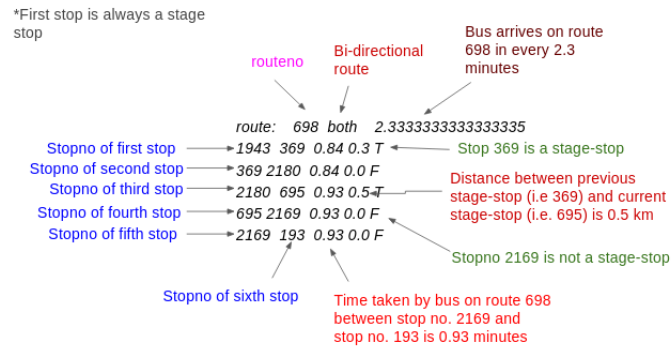 *First stop is always a stage
stop
routeno
Bi-directional
route
Bus arrives on route
698 in every 2.3
minutes
route: 698 both 2.3333333333333335
Stopno of first stop
1943 369 0.84 0.3 T
Stop 369 is a stage-stop
Stopno of second stop
369 2180 0.84 0.0 F
Stopno of third stop
2180 695 0.93 0.5 T
Distance between previous
stage-stop (i.e 369) and current
stage-stop (i.e. 695) is 0.5 km
Stopno of fourth stop
695 2169 0.93 0.0 F
Stopno of fifth stop
2169 193 0.93 0.0 F
Stopno 2169 is not a stage-stop
Stopno of sixth stop
Time taken by bus on route 698
between stop no. 2169 and
stop no. 193 is 0.93 minutes